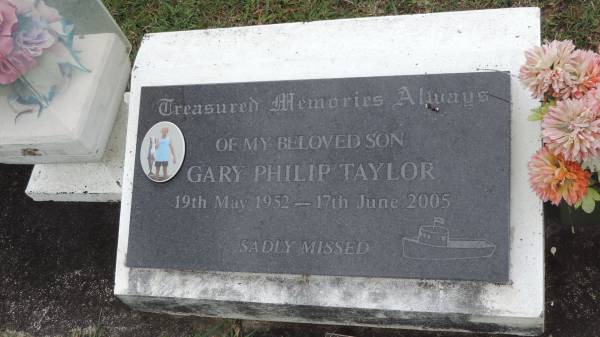 Treasured Memories Always
OF MY BELOVED SON
GARY PHILIP TAYLOR
19th May 1952 — 17th June 2005
SADLY MISSED